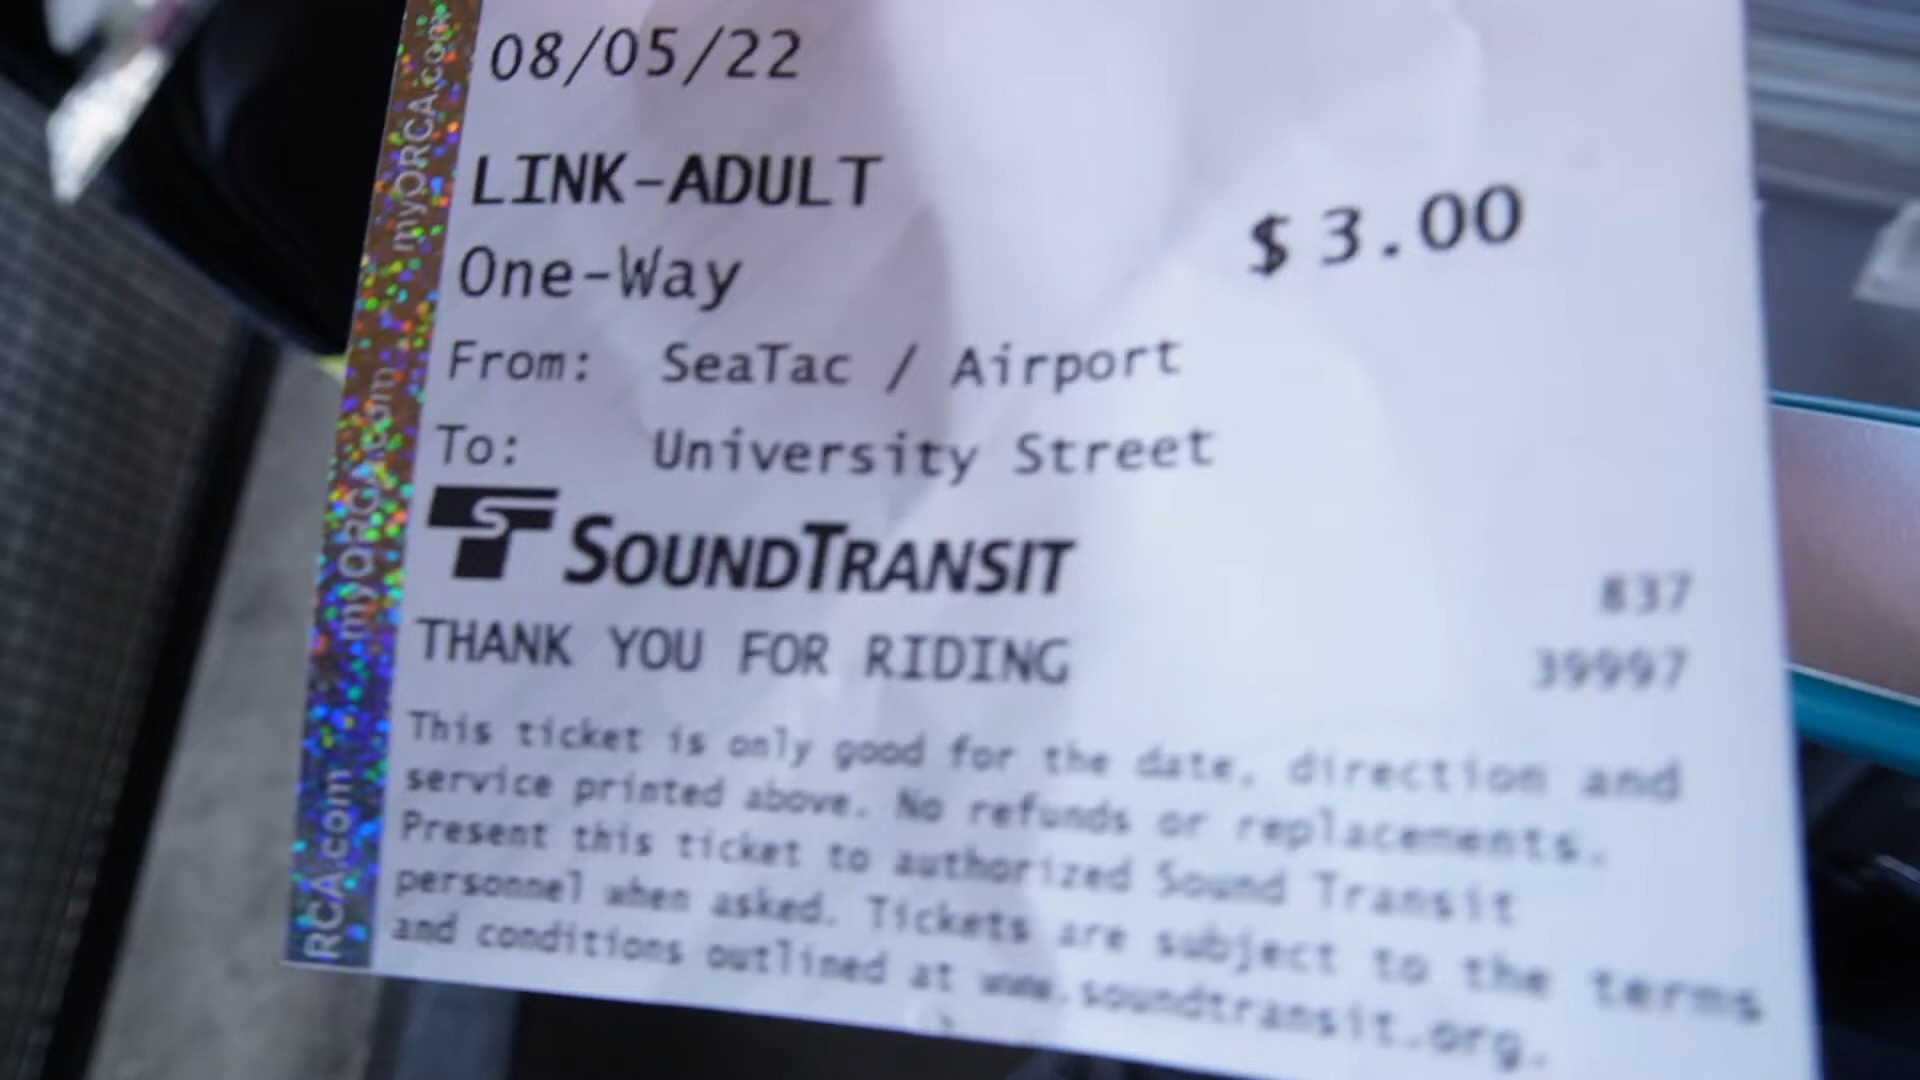 08/05/22
LINK-ADULT
$3.00
One-Way
From: SeaTac / Airport
To: University Street
SOUNDTRANSIT
837
THANK YOU FOR RIDING
39997
This ticket is only good for the date, direction and
service printed above. No refunds or replacements.
Present this ticket to authorized Sound Transit
personnel when asked. Tickets are subject to the terms
and conditions outlined at www.soundtransit.org.
myORCA.com
myORCA.com
RCA.com